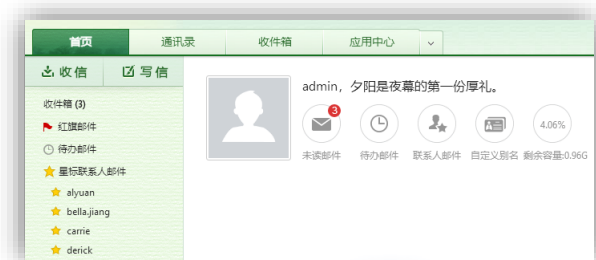 首页 通讯录 收件箱 应用中心
收信 写信
收件箱 (3)
红旗邮件
待办邮件
星标联系人邮件
alyuan
bella.jiang
carrie
derick
admin，夕阳是夜幕的第一份厚礼。
3
4.06%
未读邮件 待办邮件 联系人邮件 自定义别名 剩余容量:0.96G